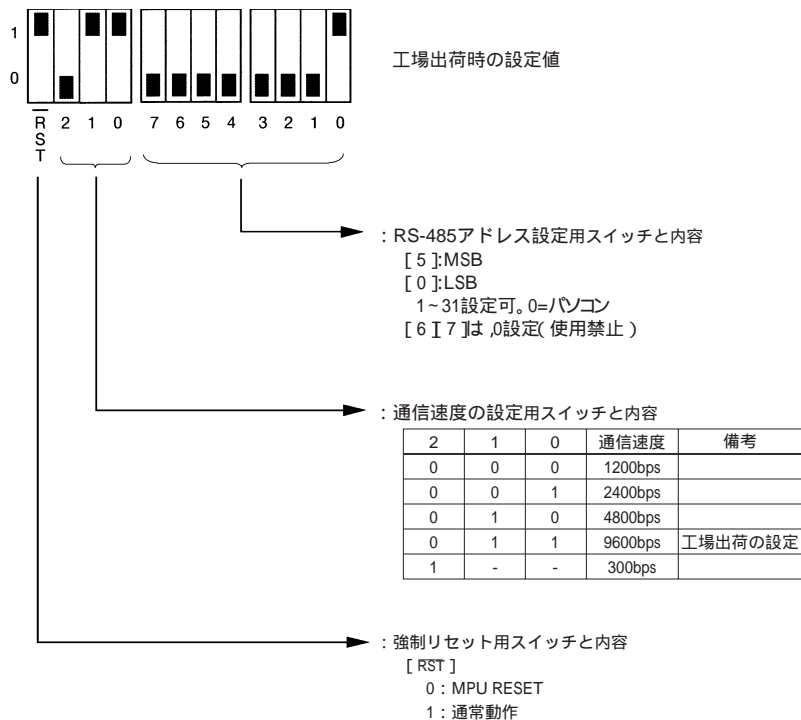 1
工場出荷時の設定値
0
RST 2 1 0 7 6 5 4 3 2 1 0
：RS-485アドレス設定用スイッチと内容
[ 5 ]:MSB
[ 0 ]:LSB
1~31設定可。0=パソコン
[ 6 ][ 7 ]は,0設定( 使用禁止 )
：通信速度の設定用スイッチと内容
2 1 0 通信速度 備考
0 0 0 1200bps
0 0 1 2400bps
0 1 0 4800bps
0 1 1 9600bps 工場出荷の設定
1 - - 300bps
：強制リセット用スイッチと内容
[ RST ]
0：MPU RESET
1：通常動作